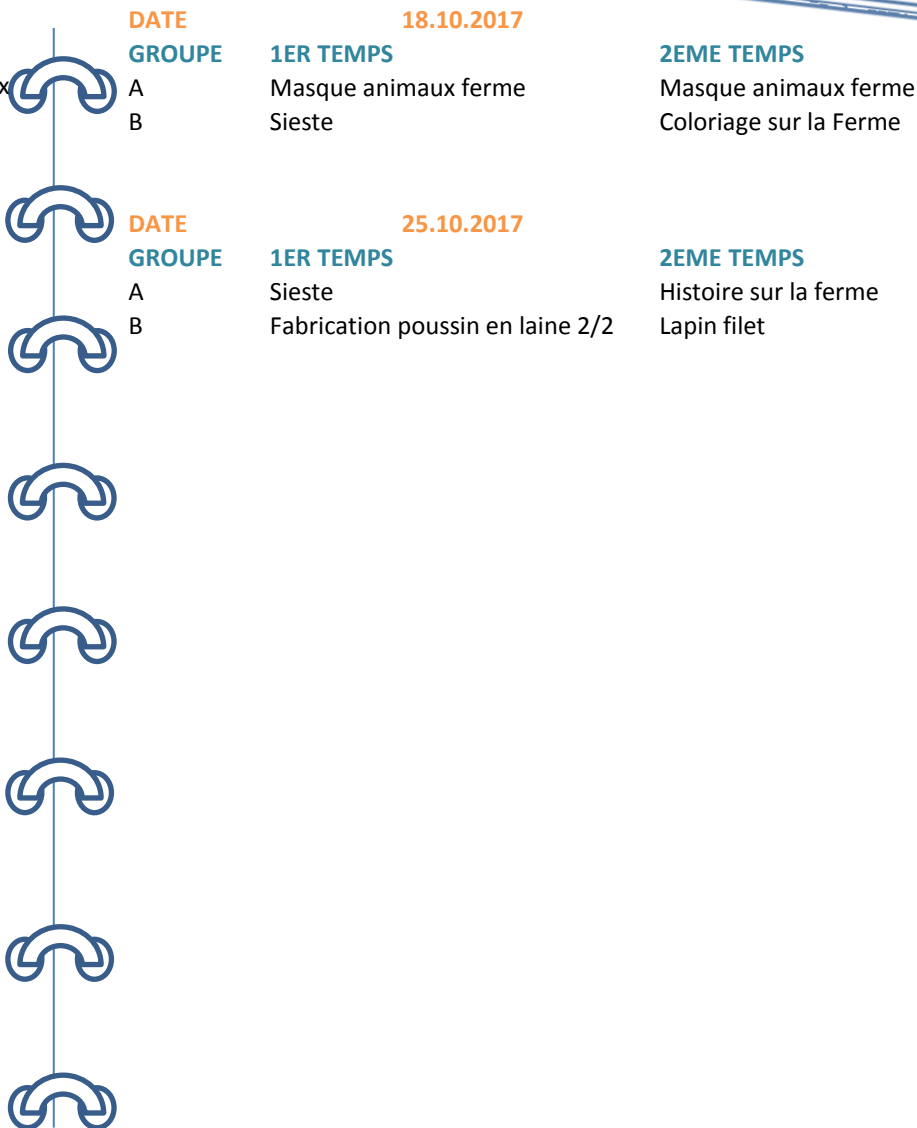 DATE 18.10.2017
GROUPE 1ER TEMPS 2EME TEMPS
x A Masque animaux ferme Masque animaux ferme
B Sieste Coloriage sur la Ferme
DATE 25.10.2017
GROUPE 1ER TEMPS 2EME TEMPS
A Sieste Histoire sur la ferme
B Fabrication poussin en laine 2/2 Lapin filet